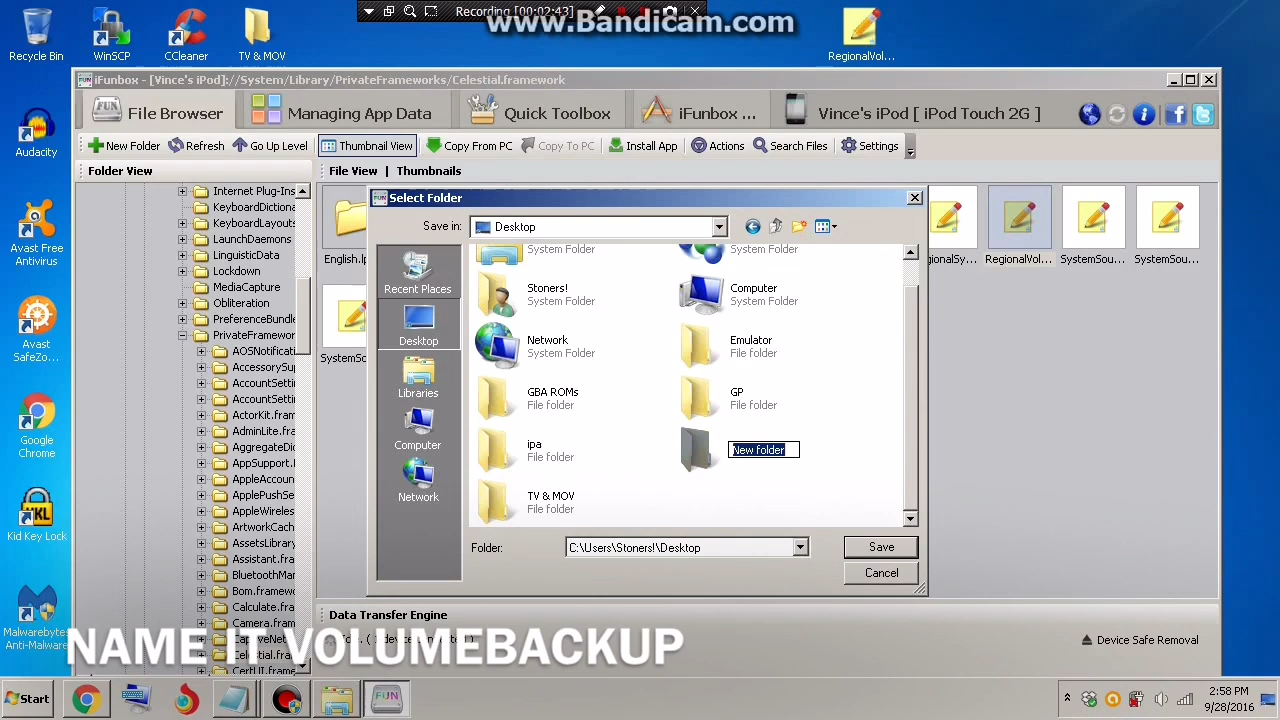 Recording [00:02:43]
www.Bandicam.com
Recycle Bin
WinSCP
CCleaner
TV & MOV
RegionalVol...
iFunbox - [Vince's iPod]://System/Library/PrivateFrameworks/Celestial.framework
File Browser
Managing App Data
Quick Toolbox
iFunbox ...
Vince's iPod [ iPod Touch 2G ]
New Folder
Refresh
Go Up Level
Thumbnail View
Copy From PC
Copy To PC
Install App
Actions
Search Files
Settings
Folder View
File View
Thumbnails
Audacity
Avast Free
Antivirus
Avast
SafeZo...
Google
Chrome
Kid Key Lock
Malwarebytes
Anti-Malware
Internet Plug-Ins
KeyboardDictiona
KeyboardLayouts
LaunchDaemons
LinguisticData
Lockdown
MediaCapture
Obliteration
PreferenceBundle
PrivateFramewor
AOSNotificati
AccessorySup
AccountSetti
AccountSetti
ActorKit.fram
AdminLite.fra
AggregateDic
AppSupport.f
AppleAccount
ApplePushSe
AppleWireles
ArtworkCach
AssetsLibrary
Assistant.fra
BluetoothMan
Bom.framewo
Calculate.fra
Camera.frame
CertUI.frame
English.lp
SystemSo
gionalSy...
RegionalVol...
SystemSou...
SystemSou...
Select Folder
Save in:
Desktop
Recent Places
Desktop
Libraries
Computer
Network
System Folder
System Folder
Stoners!
System Folder
Computer
System Folder
Network
System Folder
Emulator
File folder
GBA ROMs
File folder
GP
File folder
ipa
File folder
New folder
TV & MOV
File folder
Folder:
C:\Users\Stoners!\Desktop
Save
Cancel
Data Transfer Engine
Device Safe Removal
NAME IT VOLUMEBACKUP
Start
FUN
2:58 PM
9/28/2016